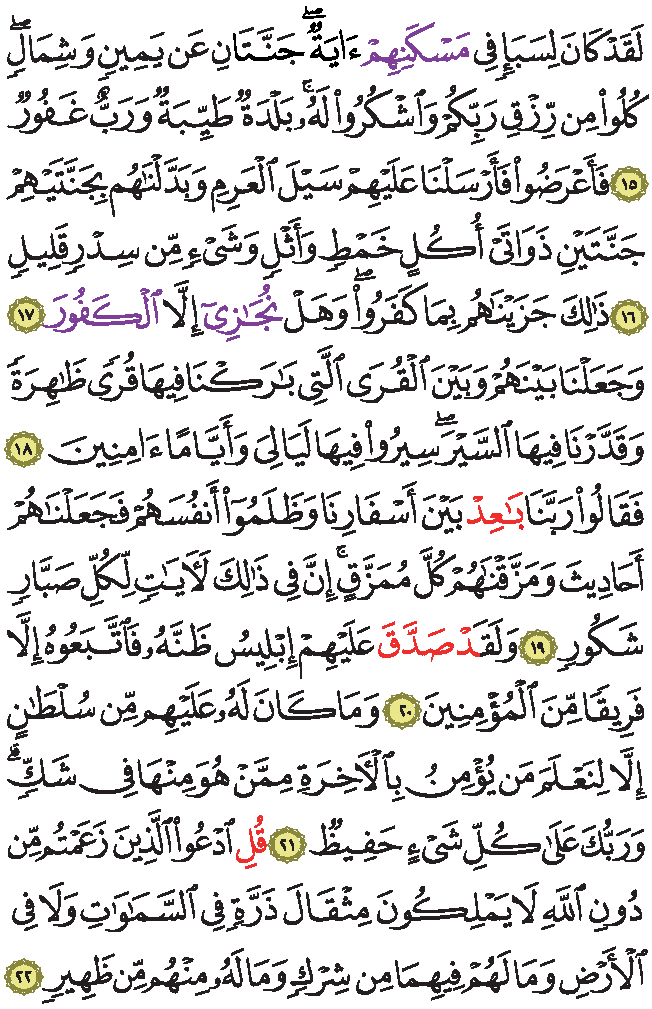 لَقَدْ كَانَ لِسَبَإٖ فِي مَسْكَنِهِمْ ءَايَةٞۖ جَنَّتَانِ عَن يَمِينٖ وَشِمَالٖۖ
كُلُواْ مِن رِّزْقِ رَبِّكُمْ وَٱشْكُرُواْ لَهُۥۚ بَلْدَةٞ طَيِّبَةٞ وَرَبٌّ غَفُورٞ
١٥ فَأَعْرَضُواْ فَأَرْسَلْنَا عَلَيْهِمْ سَيْلَ ٱلْعَرِمِ وَبَدَّلْنَٰهُم بِجَنَّتَيْهِمْ
جَنَّتَيْنِ ذَوَاتَيْ أُكُلٍ خَمْطٖ وَأَثْلٖ وَشَيْءٖ مِّن سِدْرٖ قَلِيلٖ
١٦ ذَٰلِكَ جَزَيْنَٰهُم بِمَا كَفَرُواْۖ وَهَلْ نُجَٰزِيٓ إِلَّا ٱلْكَفُورَ ١٧
وَجَعَلْنَا بَيْنَهُمْ وَبَيْنَ ٱلْقُرَى ٱلَّتِي بَٰرَكْنَا فِيهَا قُرٗى ظَٰهِرَةٗ
وَقَدَّرْنَا فِيهَا ٱلسَّيْرَۖ سِيرُواْ فِيهَا لَيَالِيَ وَأَيَّامًا ءَامِنِينَ ١٨
فَقَالُواْ رَبَّنَا بَٰعِدْ بَيْنَ أَسْفَارِنَا وَظَلَمُوٓاْ أَنفُسَهُمْ فَجَعَلْنَٰهُمْ
أَحَادِيثَ وَمَزَّقْنَٰهُمْ كُلَّ مُمَزَّقٍۚ إِنَّ فِي ذَٰلِكَ لَأٓيَٰتٖ لِّكُلِّ صَبَّارٖ
شَكُورٖ ١٩ وَلَقَدْ صَدَّقَ عَلَيْهِمْ إِبْلِيسُ ظَنَّهُۥ فَٱتَّبَعُوهُ إِلَّا
فَرِيقٗا مِّنَ ٱلْمُؤْمِنِينَ ٢٠ وَمَا كَانَ لَهُۥ عَلَيْهِم مِّن سُلْطَٰنٍ
إِلَّا لِنَعْلَمَ مَن يُؤْمِنُ بِٱلْأٓخِرَةِ مِمَّنْ هُوَ مِنْهَا فِي شَكّٖۗ
وَرَبُّكَ عَلَىٰ كُلِّ شَيْءٍ حَفِيظٞ ٢١ قُلِ ٱدْعُواْ ٱلَّذِينَ زَعَمْتُم مِّن
دُونِ ٱللَّهِ لَا يَمْلِكُونَ مِثْقَالَ ذَرَّةٖ فِي ٱلسَّمَٰوَٰتِ وَلَا فِي
ٱلْأَرْضِ وَمَا لَهُمْ فِيهِمَا مِن شِرْكٖ وَمَا لَهُۥ مِنْهُم مِّن ظَهِيرٖ ٢٢